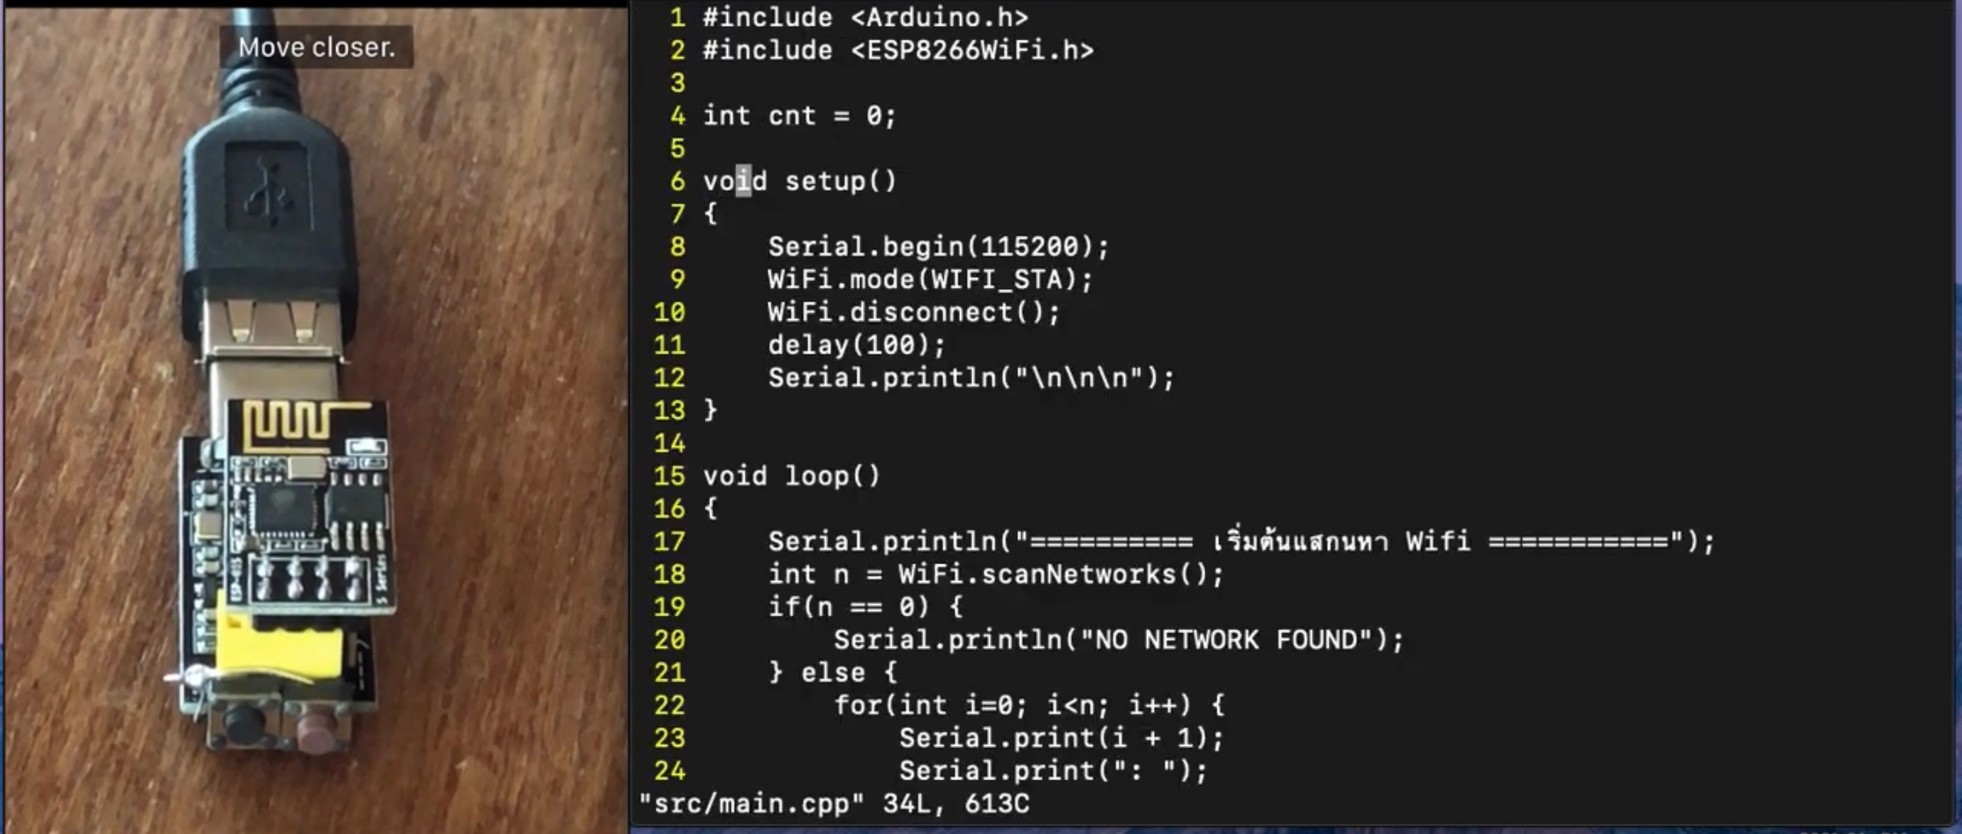 Move closer.
1 #include <Arduino.h>
2 #include <ESP8266WiFi.h>
3
4 int cnt = 0;
5
6 void setup()
7 {
8     Serial.begin(115200);
9     WiFi.mode(WIFI_STA);
10     WiFi.disconnect();
11     delay(100);
12     Serial.println("\n\n\n");
13 }
14
15 void loop()
16 {
17     Serial.println("========== เริ่มต้นแสกนหา Wifi ===========");
18     int n = WiFi.scanNetworks();
19     if(n == 0) {
20         Serial.println("NO NETWORK FOUND");
21     } else {
22         for(int i=0; i<n; i++) {
23             Serial.print(i + 1);
24             Serial.print(": ");
"src/main.cpp" 34L, 613C
ESP-01S
S Series